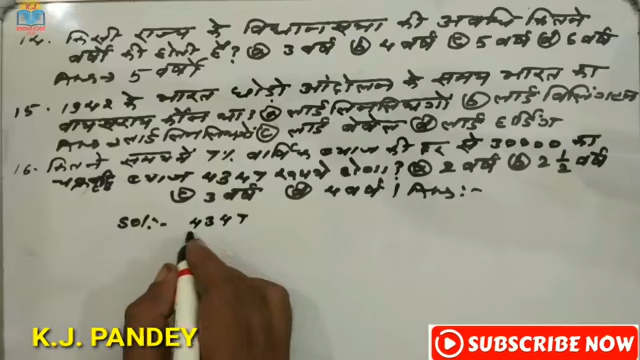 14. किसी राज्य के विधानसभा की अवधि कितने
वर्षों की होती है? ⓐ 3 वर्ष ⓑ 4 वर्ष ⓒ 5 वर्ष ⓓ 6 वर्ष
Ans → 5 वर्षों
15. 1942 के भारत छोड़ो आंदोलन के समय भारत का
वायसराय कौन था? ⓐ लार्ड लिनलिथगो ⓑ लार्ड विलिंगटन
Ans → लार्ड लिनलिथगो ⓒ लार्ड वेवेल ⓓ लार्ड हार्डिंग
16. कितने समय में 7% वार्षिक ब्याज की दर से 30000 का
चक्रवृद्धि ब्याज 4347 रुपये होगा? ⓐ 2 वर्ष ⓑ 2 1/2 वर्ष
ⓒ 3 वर्ष ⓓ 4 वर्ष। Ans:-
Sol:- 4347
K.J. PANDEY
SUBSCRIBE NOW